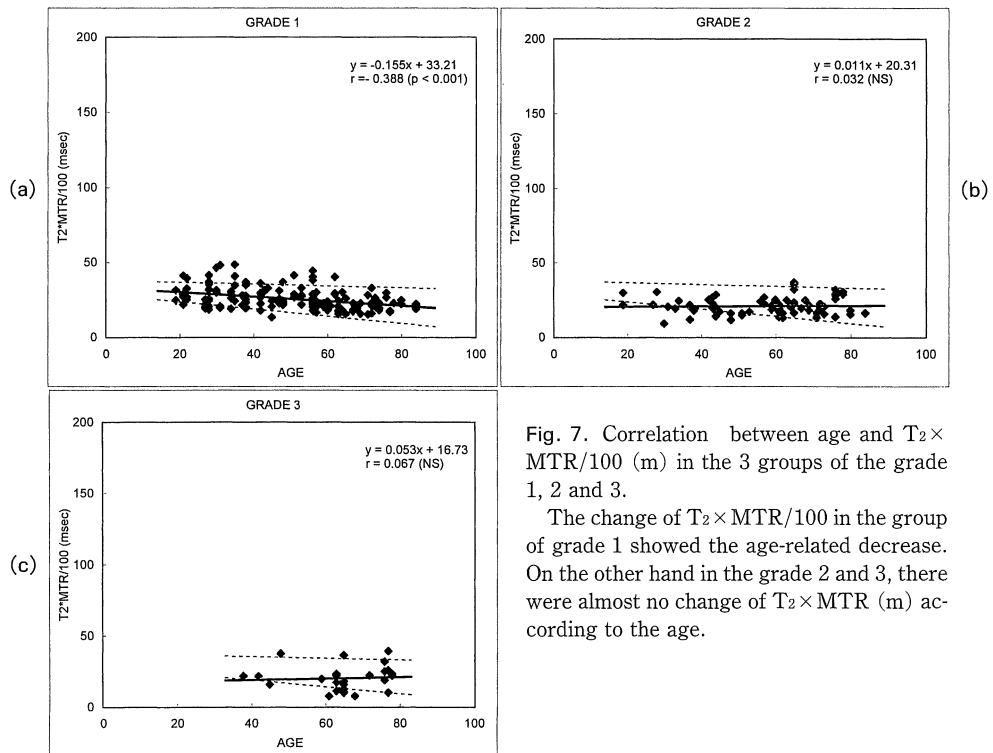 GRADE 1
200
150
100
50
0
0 20 40 60 80 100
AGE
T2*MTR/100 (msec)
y = -0.155x + 33.21
r =- 0.388 (p < 0.001)
(a)
GRADE 2
200
150
100
50
0
0 20 40 60 80 100
AGE
T2*MTR/100 (msec)
y = 0.011x + 20.31
r = 0.032 (NS)
(b)
GRADE 3
200
150
100
50
0
0 20 40 60 80 100
AGE
T2*MTR/100 (msec)
y = 0.053x + 16.73
r = 0.067 (NS)
(c)
Fig. 7. Correlation between age and T₂×
MTR/100 (m) in the 3 groups of the grade
1, 2 and 3.
The change of T₂×MTR/100 in the group
of grade 1 showed the age-related decrease.
On the other hand in the grade 2 and 3, there
were almost no change of T₂×MTR (m) ac-
cording to the age.